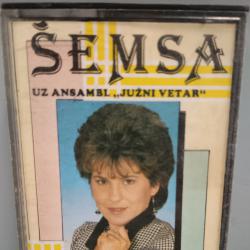 ŠEMSA
UZ ANSAMBL „JUŽNI VETAR"